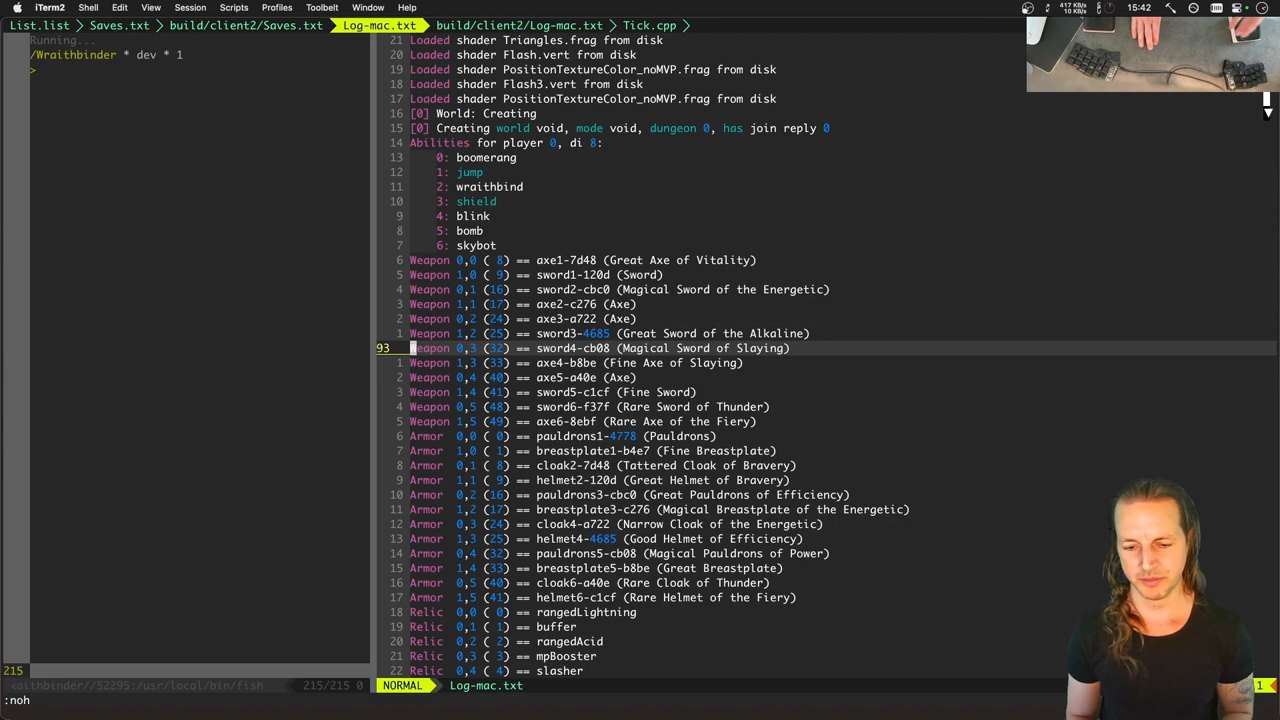 iTerm2 Shell Edit View Session Scripts Profiles Toolbelt Window Help 417 KB/s 10 KB/s 15:42
List.list > Saves.txt > build/client2/Saves.txt Log-mac.txt build/client2/Log-mac.txt > Tick.cpp >
Running...
/Wraithbinder * dev * 1
>
215
<aithbinder//52295:/usr/local/bin/fish 215/215 0
21 Loaded shader Triangles.frag from disk
20 Loaded shader Flash.vert from disk
19 Loaded shader PositionTextureColor_noMVP.frag from disk
18 Loaded shader Flash3.vert from disk
17 Loaded shader PositionTextureColor_noMVP.frag from disk
16 [0] World: Creating
15 [0] Creating world void, mode void, dungeon 0, has join reply 0
14 Abilities for player 0, di 8:
13 0: boomerang
12 1: jump
11 2: wraithbind
10 3: shield
9 4: blink
8 5: bomb
7 6: skybot
6 Weapon 0,0 ( 8) == axe1-7d48 (Great Axe of Vitality)
5 Weapon 1,0 ( 9) == sword1-120d (Sword)
4 Weapon 0,1 (16) == sword2-cbc0 (Magical Sword of the Energetic)
3 Weapon 1,1 (17) == axe2-c276 (Axe)
2 Weapon 0,2 (24) == axe3-a722 (Axe)
1 Weapon 1,2 (25) == sword3-4685 (Great Sword of the Alkaline)
93 Weapon 0,3 (32) == sword4-cb08 (Magical Sword of Slaying)
1 Weapon 1,3 (33) == axe4-b8be (Fine Axe of Slaying)
2 Weapon 0,4 (40) == axe5-a40e (Axe)
3 Weapon 1,4 (41) == sword5-c1cf (Fine Sword)
4 Weapon 0,5 (48) == sword6-f37f (Rare Sword of Thunder)
5 Weapon 1,5 (49) == axe6-8ebf (Rare Axe of the Fiery)
6 Armor 0,0 ( 0) == pauldrons1-4778 (Pauldrons)
7 Armor 1,0 ( 1) == breastplate1-b4e7 (Fine Breastplate)
8 Armor 0,1 ( 8) == cloak2-7d48 (Tattered Cloak of Bravery)
9 Armor 1,1 ( 9) == helmet2-120d (Great Helmet of Bravery)
10 Armor 0,2 (16) == pauldrons3-cbc0 (Great Pauldrons of Efficiency)
11 Armor 1,2 (17) == breastplate3-c276 (Magical Breastplate of the Energetic)
12 Armor 0,3 (24) == cloak4-a722 (Narrow Cloak of the Energetic)
13 Armor 1,3 (25) == helmet4-4685 (Good Helmet of Efficiency)
14 Armor 0,4 (32) == pauldrons5-cb08 (Magical Pauldrons of Power)
15 Armor 1,4 (33) == breastplate5-b8be (Great Breastplate)
16 Armor 0,5 (40) == cloak6-a40e (Rare Cloak of Thunder)
17 Armor 1,5 (41) == helmet6-c1cf (Rare Helmet of the Fiery)
18 Relic 0,0 ( 0) == rangedLightning
19 Relic 0,1 ( 1) == buffer
20 Relic 0,2 ( 2) == rangedAcid
21 Relic 0,3 ( 3) == mpBooster
22 Relic 0,4 ( 4) == slasher
NORMAL Log-mac.txt 1
:noh